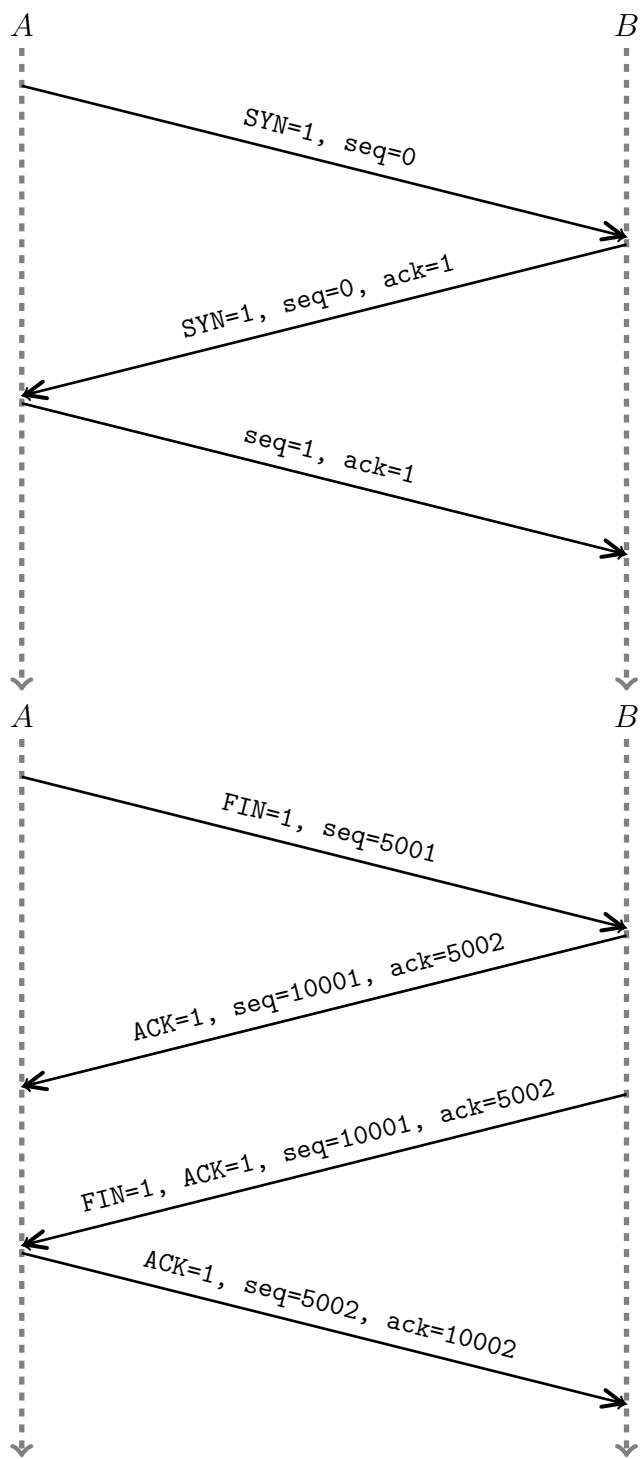 A B
SYN=1, seq=0
SYN=1, seq=0, ack=1
seq=1, ack=1
A B
FIN=1, seq=5001
ACK=1, seq=10001, ack=5002
FIN=1, ACK=1, seq=10001, ack=5002
ACK=1, seq=5002, ack=10002